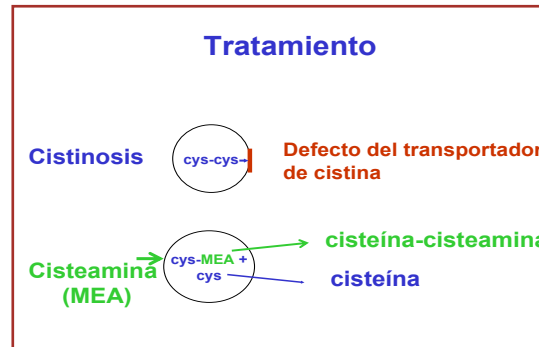 Tratamiento
Cistinosis
cys-cys
Defecto del transportador
de cistina
Cisteamina
(MEA)
cys-MEA +
cys
cisteína-cisteamina
cisteína